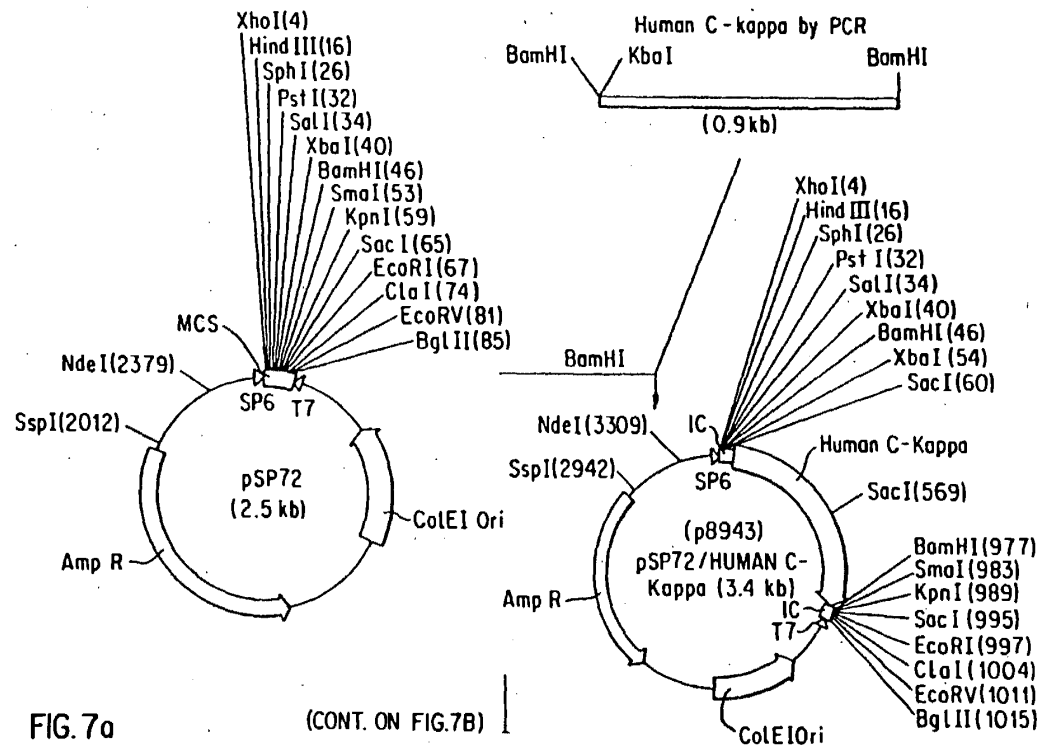 XhoI(4)
Hind III(16)
SphI(26)
PstI(32)
SalI(34)
XbaI(40)
BamHI(46)
SmaI(53)
KpnI(59)
SacI(65)
EcoRI(67)
ClaI(74)
EcoRV(81)
BglII(85)
MCS
NdeI(2379)
SP6
T7
SspI(2012)
pSP72
(2.5 kb)
ColEI Ori
Amp R
Human C-kappa by PCR
BamHI
KbaI
BamHI
(0.9kb)
BamHI
XhoI(4)
Hind III(16)
SphI(26)
Pst I(32)
SalI(34)
XbaI(40)
BamHI(46)
XbaI(54)
SacI(60)
NdeI(3309)
IC
SP6
Human C-Kappa
SspI(2942)
SacI(569)
(p8943)
pSP72/HUMAN C-
Kappa (3.4 kb)
Amp R
IC
T7
BamHI(977)
SmaI(983)
KpnI(989)
SacI(995)
EcoRI(997)
ClaI(1004)
EcoRV(1011)
BglII(1015)
ColEIOri
FIG.7a
(CONT. ON FIG.7B)